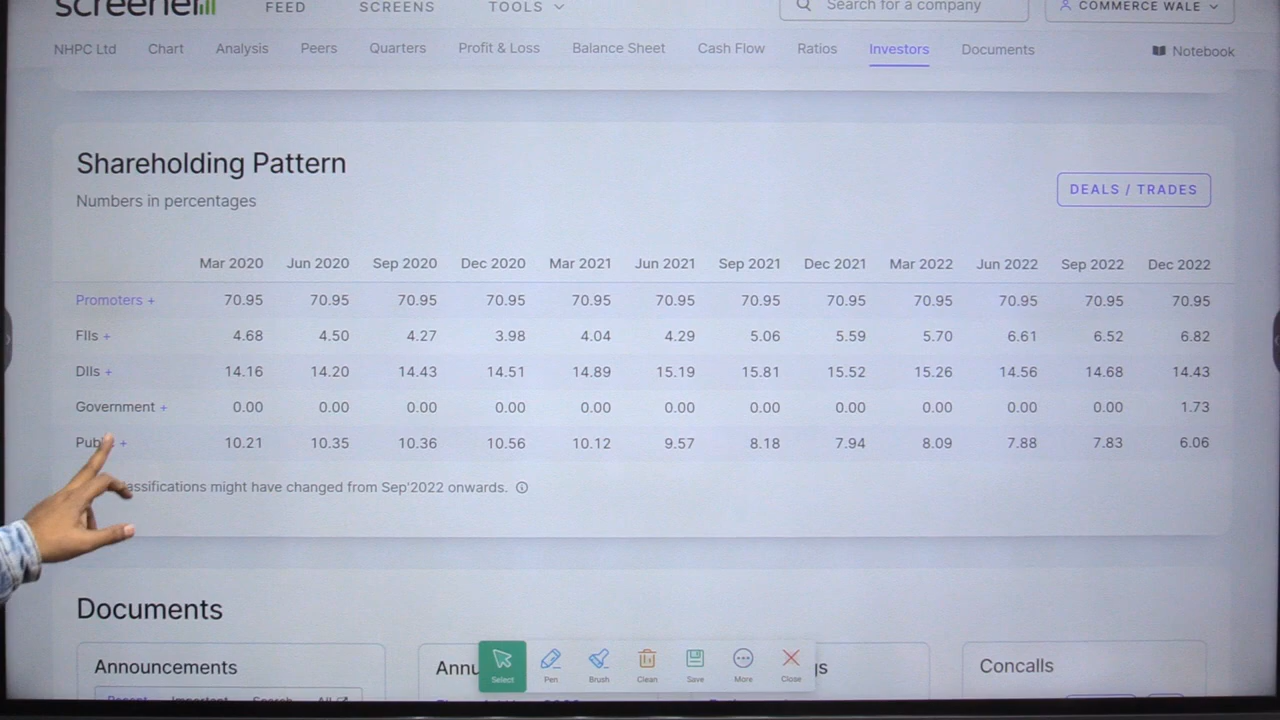 screener FEED SCREENS TOOLS Search for a company COMMERCE WALE
NHPC Ltd Chart Analysis Peers Quarters Profit & Loss Balance Sheet Cash Flow Ratios Investors Documents Notebook
Shareholding Pattern
Numbers in percentages
DEALS / TRADES
Mar 2020 Jun 2020 Sep 2020 Dec 2020 Mar 2021 Jun 2021 Sep 2021 Dec 2021 Mar 2022 Jun 2022 Sep 2022 Dec 2022
Promoters + 70.95 70.95 70.95 70.95 70.95 70.95 70.95 70.95 70.95 70.95 70.95 70.95
FIIs + 4.68 4.50 4.27 3.98 4.04 4.29 5.06 5.59 5.70 6.61 6.52 6.82
DIIs + 14.16 14.20 14.43 14.51 14.89 15.19 15.81 15.52 15.26 14.56 14.68 14.43
Government + 0.00 0.00 0.00 0.00 0.00 0.00 0.00 0.00 0.00 0.00 0.00 1.73
Public + 10.21 10.35 10.36 10.56 10.12 9.57 8.18 7.94 8.09 7.88 7.83 6.06
assifications might have changed from Sep'2022 onwards.
Documents
Announcements Annu gs Concalls
Recent Important Search All
Select Pen Brush Clean Save More Close